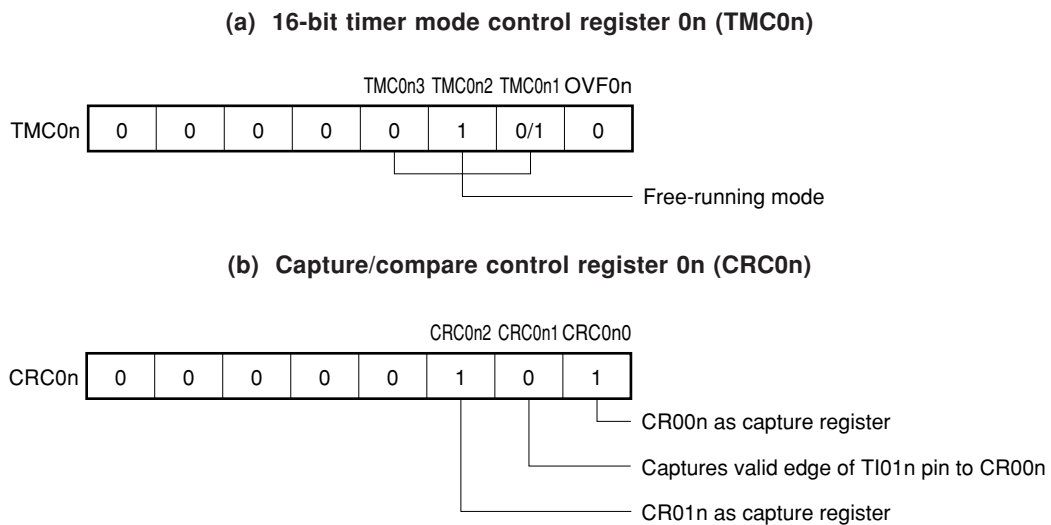 (a) 16-bit timer mode control register 0n (TMC0n)
TMC0n3 TMC0n2 TMC0n1 OVF0n
TMC0n 0 0 0 0 0 1 0/1 0
Free-running mode
(b) Capture/compare control register 0n (CRC0n)
CRC0n2 CRC0n1 CRC0n0
CRC0n 0 0 0 0 0 1 0 1
CR00n as capture register
Captures valid edge of TI01n pin to CR00n
CR01n as capture register